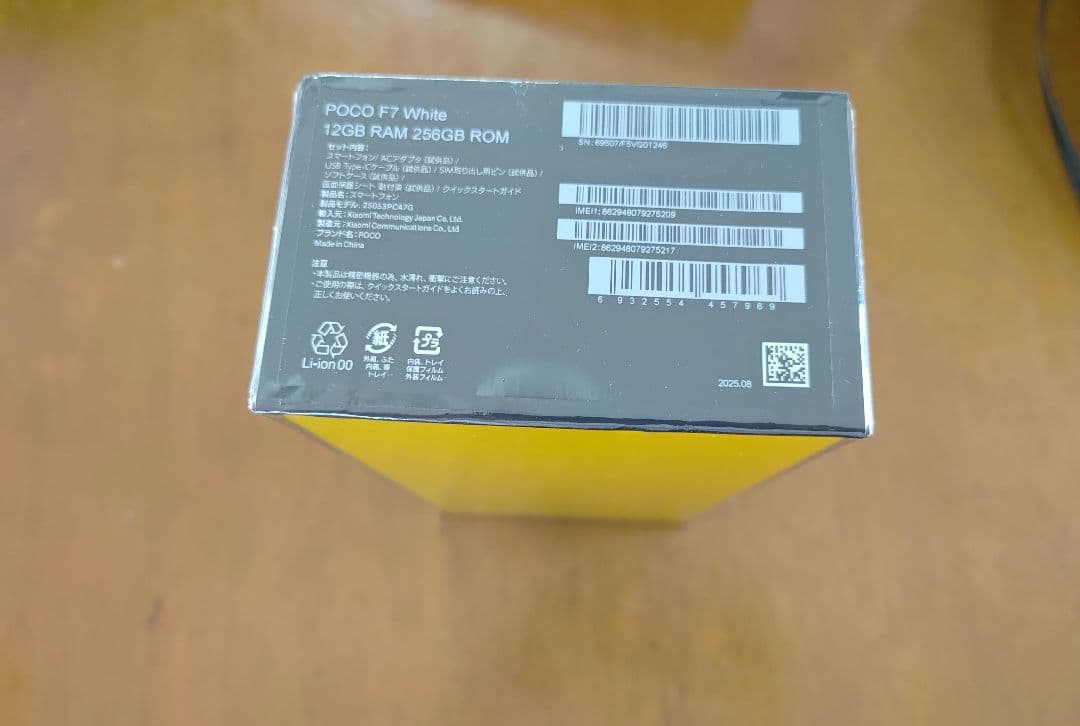 POCO F7 White
12GB RAM 256GB ROM
セット内容：
スマートフォン/ ACアダプタ (試供品) /
USB Type-Cケーブル (試供品) / SIM取り出し用ピン (試供品) /
ソフトケース (試供品) /
画面保護シート 貼付済 (試供品) / クイックスタートガイド
製品名：スマートフォン
製品モデル：25053PC47G
輸入元：Xiaomi Technology Japan Co. Ltd.
製造元：Xiaomi Communications Co., Ltd
ブランド名：POCO
Made in China
注意
・本製品は精密機器の為、水濡れ、衝撃にご注意ください。
・ご使用の際は、クイックスタートガイドをよくお読みの上、
正しくお使いください。
Li-ion 00
紙
外箱、ふた
内箱、帯
トレイ
プラ
内袋、トレイ
保護フィルム
外装フィルム
SN: 69507/F5VQ01246
IMEI1: 862948079275209
IMEI2: 862948079275217
6 932554 457969
2025.08